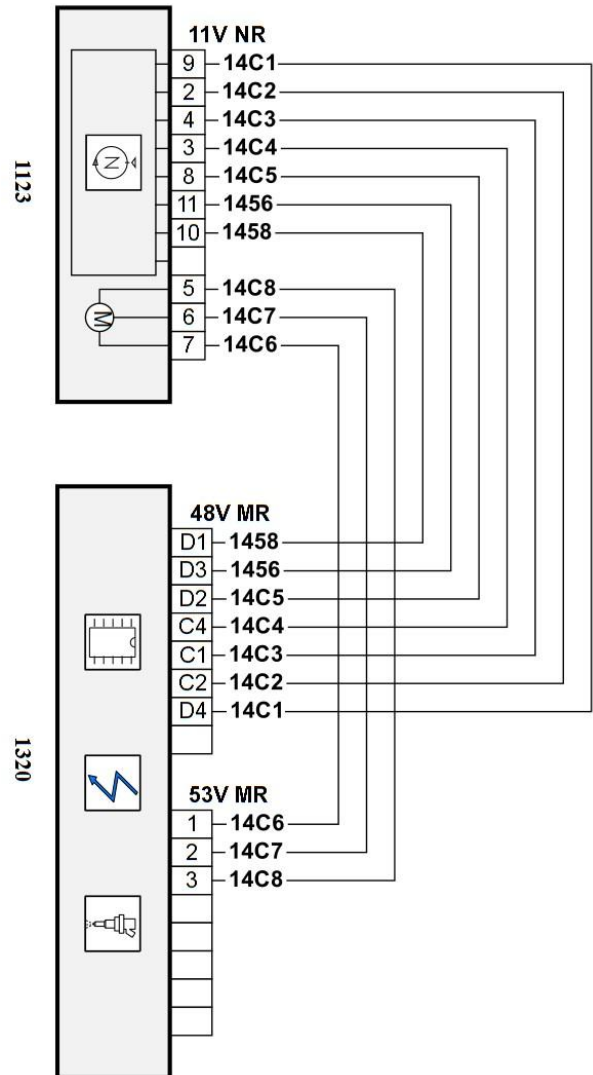 11V NR
9 14C1
2 14C2
4 14C3
3 14C4
8 14C5
11 1456
10 1458
5 14C8
6 14C7
7 14C6
N
M
1123
48V MR
D1 1458
D3 1456
D2 14C5
C4 14C4
C1 14C3
C2 14C2
D4 14C1
53V MR
1 14C6
2 14C7
3 14C8
1320